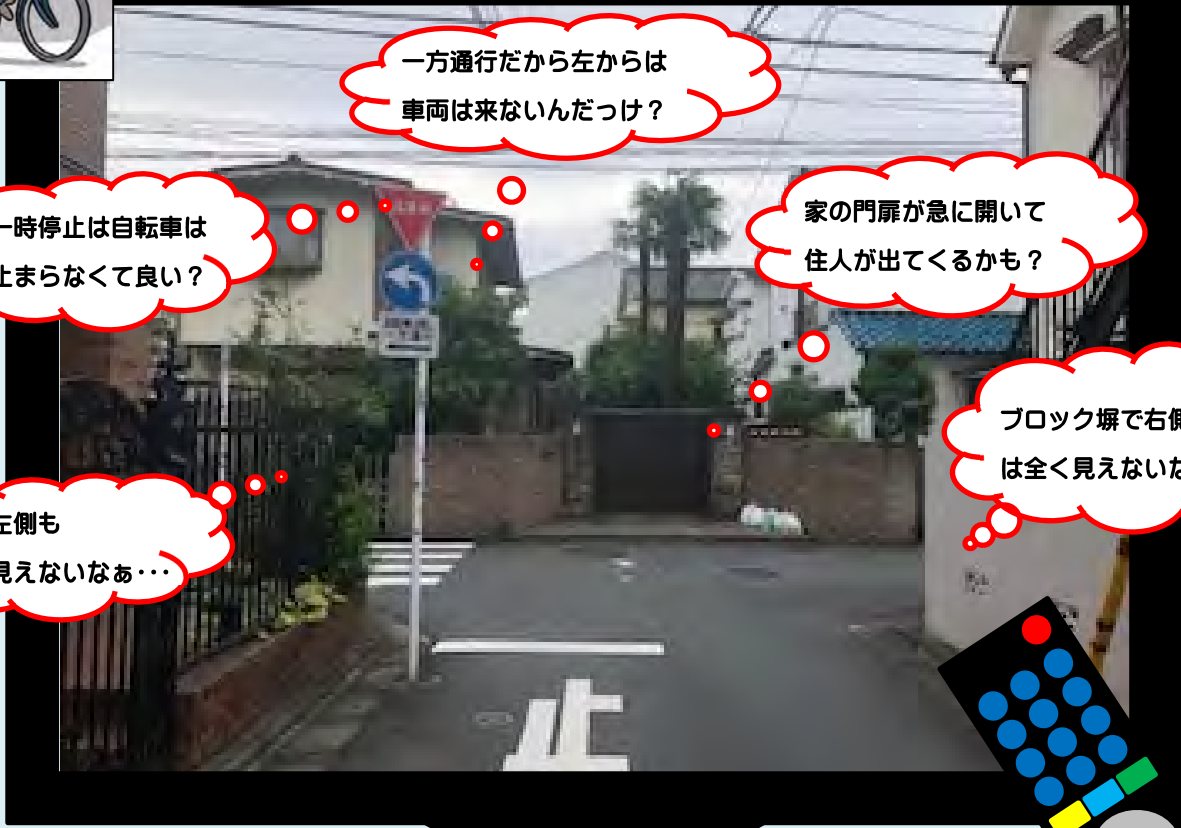 一方通行だから左からは
車両は来ないんだっけ？
一時停止は自転車は
止まらなくて良い？
家の門扉が急に開いて
住人が出てくるかも？
ブロック塀で右側
は全く見えないな
左側も
見えないなぁ･･･
止